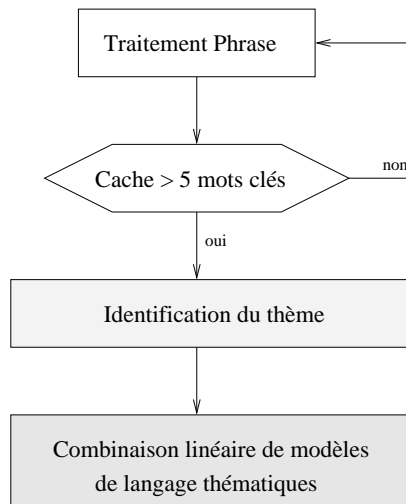 Traitement Phrase
Cache > 5 mots clés
non
oui
Identification du thème
Combinaison linéaire de modèles
de langage thématiques